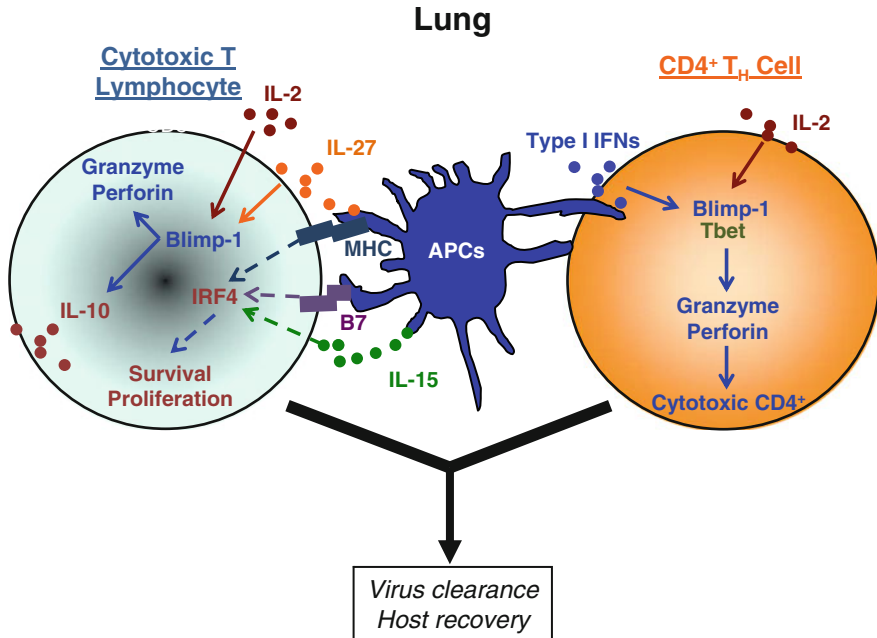 Lung
Cytotoxic T
Lymphocyte
IL-2
IL-27
Granzyme
Perforin
Blimp-1
MHC
IL-10
IRF4
B7
Survival
Proliferation
IL-15
APCs
CD4⁺ T_H Cell
Type I IFNs
IL-2
Blimp-1
Tbet
Granzyme
Perforin
Cytotoxic CD4⁺
Virus clearance
Host recovery